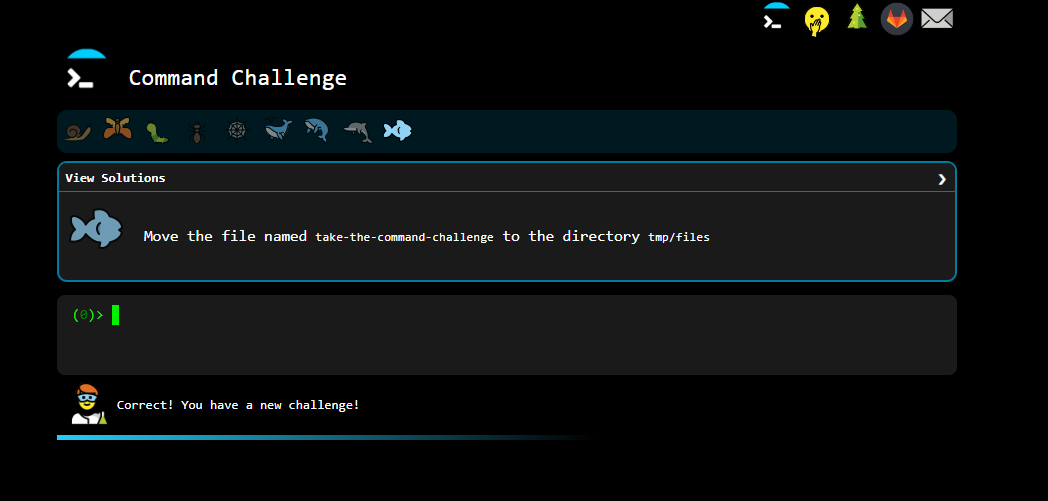 Command Challenge
View Solutions
Move the file named take-the-command-challenge to the directory tmp/files
(0)>
Correct! You have a new challenge!